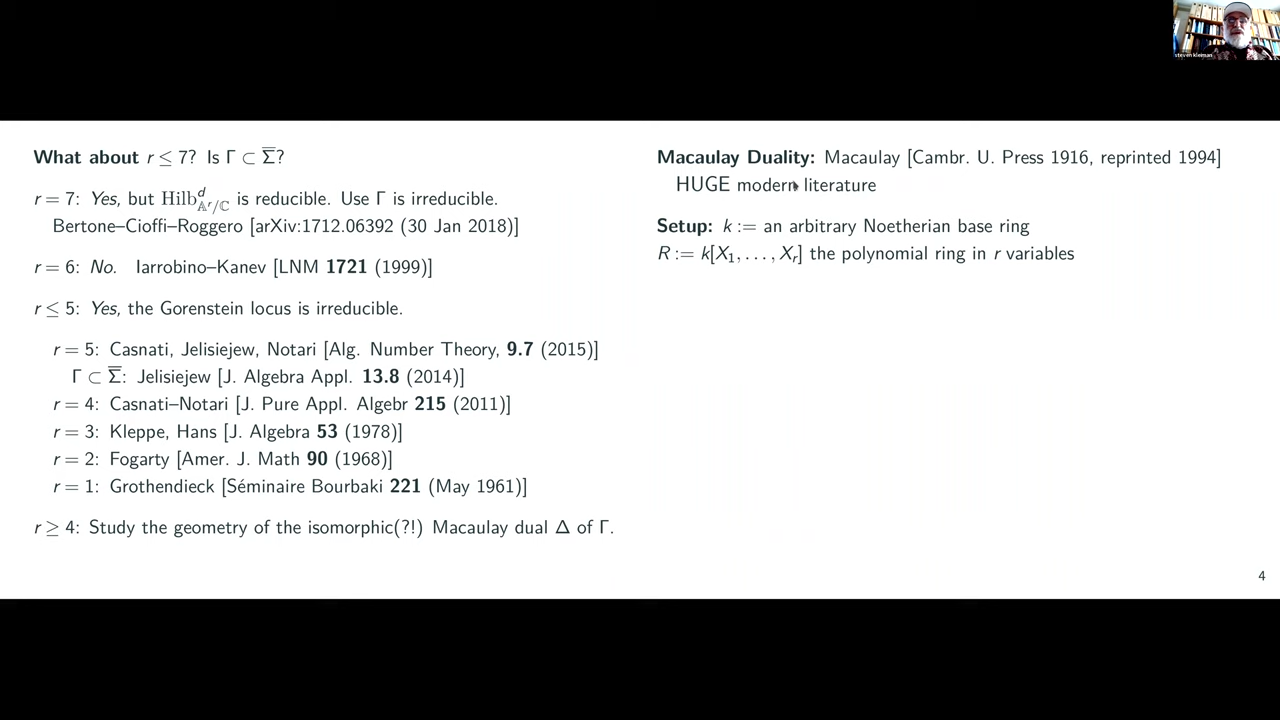 steven kleiman
What about r ≤ 7? Is Γ ⊂ Σ̅?
r = 7: Yes, but Hilb^d_{𝔸^r/ℂ} is reducible. Use Γ is irreducible.
Bertone–Cioffi–Roggero [arXiv:1712.06392 (30 Jan 2018)]
r = 6: No. Iarrobino–Kanev [LNM 1721 (1999)]
r ≤ 5: Yes, the Gorenstein locus is irreducible.
r = 5: Casnati, Jelisiejew, Notari [Alg. Number Theory, 9.7 (2015)]
Γ ⊂ Σ̅: Jelisiejew [J. Algebra Appl. 13.8 (2014)]
r = 4: Casnati–Notari [J. Pure Appl. Algebr 215 (2011)]
r = 3: Kleppe, Hans [J. Algebra 53 (1978)]
r = 2: Fogarty [Amer. J. Math 90 (1968)]
r = 1: Grothendieck [Séminaire Bourbaki 221 (May 1961)]
r ≥ 4: Study the geometry of the isomorphic(?!) Macaulay dual Δ of Γ.
Macaulay Duality: Macaulay [Cambr. U. Press 1916, reprinted 1994]
HUGE modern literature
Setup: k := an arbitrary Noetherian base ring
R := k[X₁, . . . , Xᵣ] the polynomial ring in r variables
4